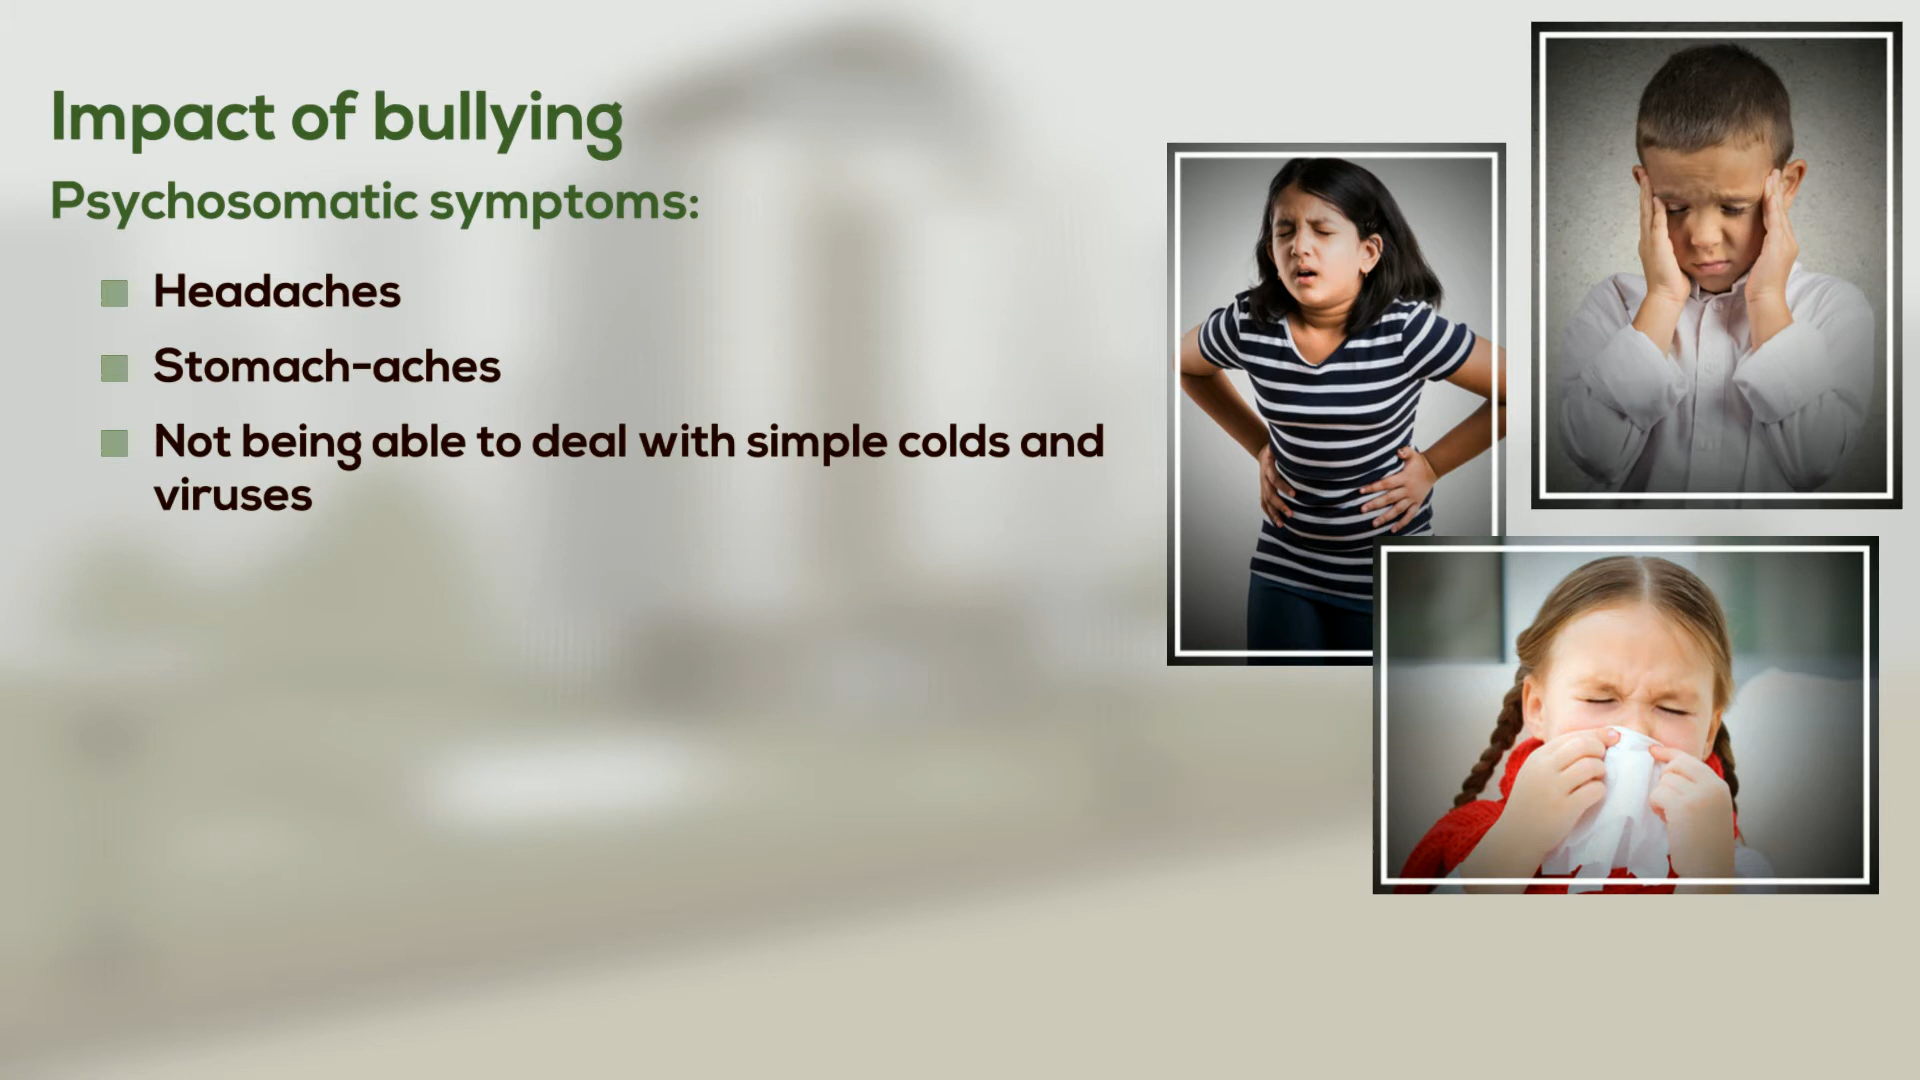 Impact of bullying
Psychosomatic symptoms:
Headaches
Stomach-aches
Not being able to deal with simple colds and
viruses